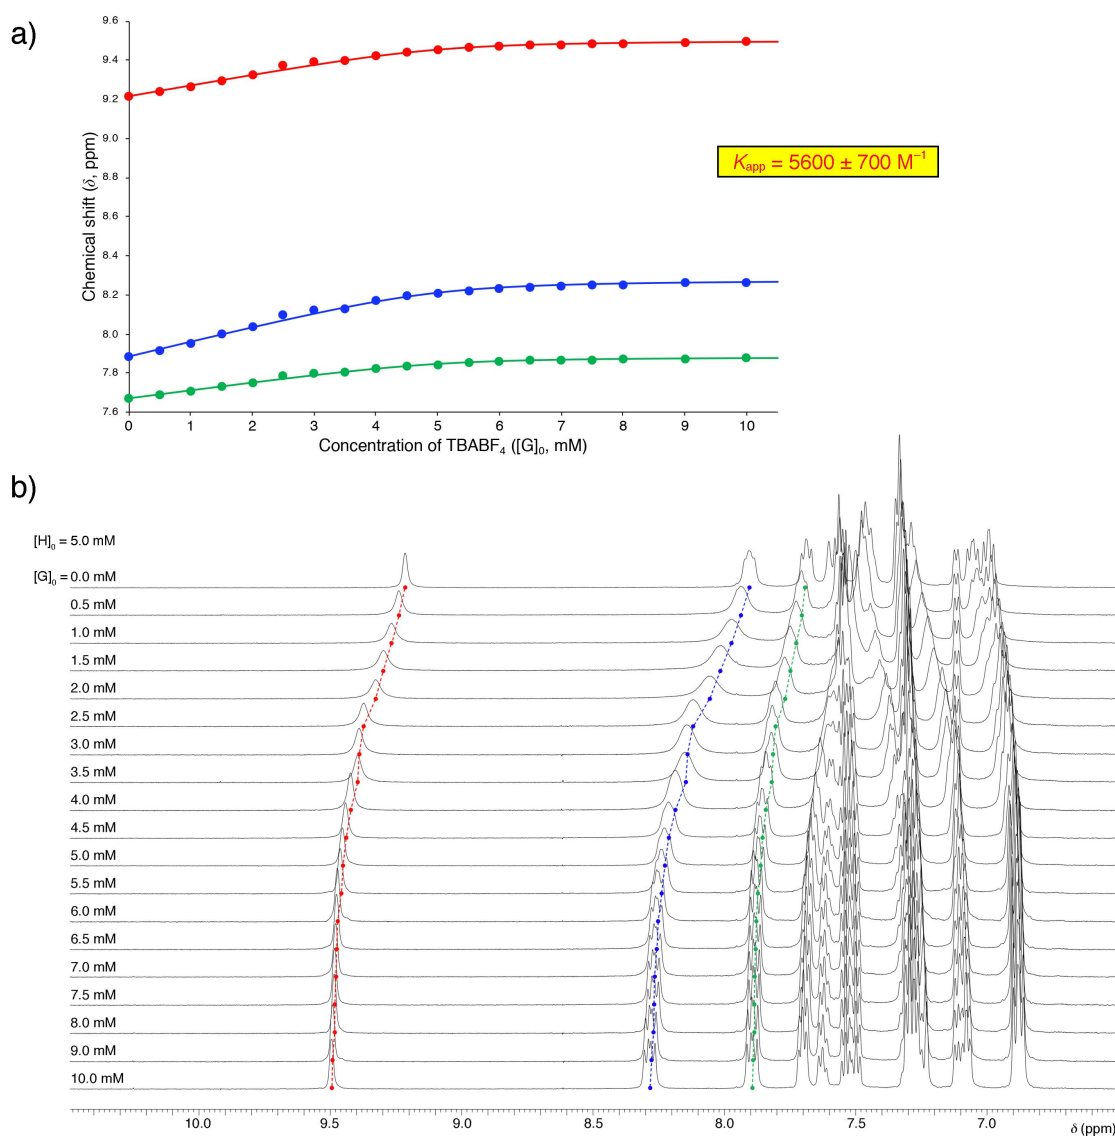 a)
9.6
9.4
9.2
9.0
8.8
8.6
8.4
8.2
8.0
7.8
7.6
Chemical shift (δ, ppm)
K_app = 5600 ± 700 M⁻¹
0 1 2 3 4 5 6 7 8 9 10
Concentration of TBABF₄ ([G]₀, mM)
b)
[H]₀ = 5.0 mM
[G]₀ = 0.0 mM
0.5 mM
1.0 mM
1.5 mM
2.0 mM
2.5 mM
3.0 mM
3.5 mM
4.0 mM
4.5 mM
5.0 mM
5.5 mM
6.0 mM
6.5 mM
7.0 mM
7.5 mM
8.0 mM
9.0 mM
10.0 mM
10.0 9.5 9.0 8.5 8.0 7.5 7.0 δ (ppm)